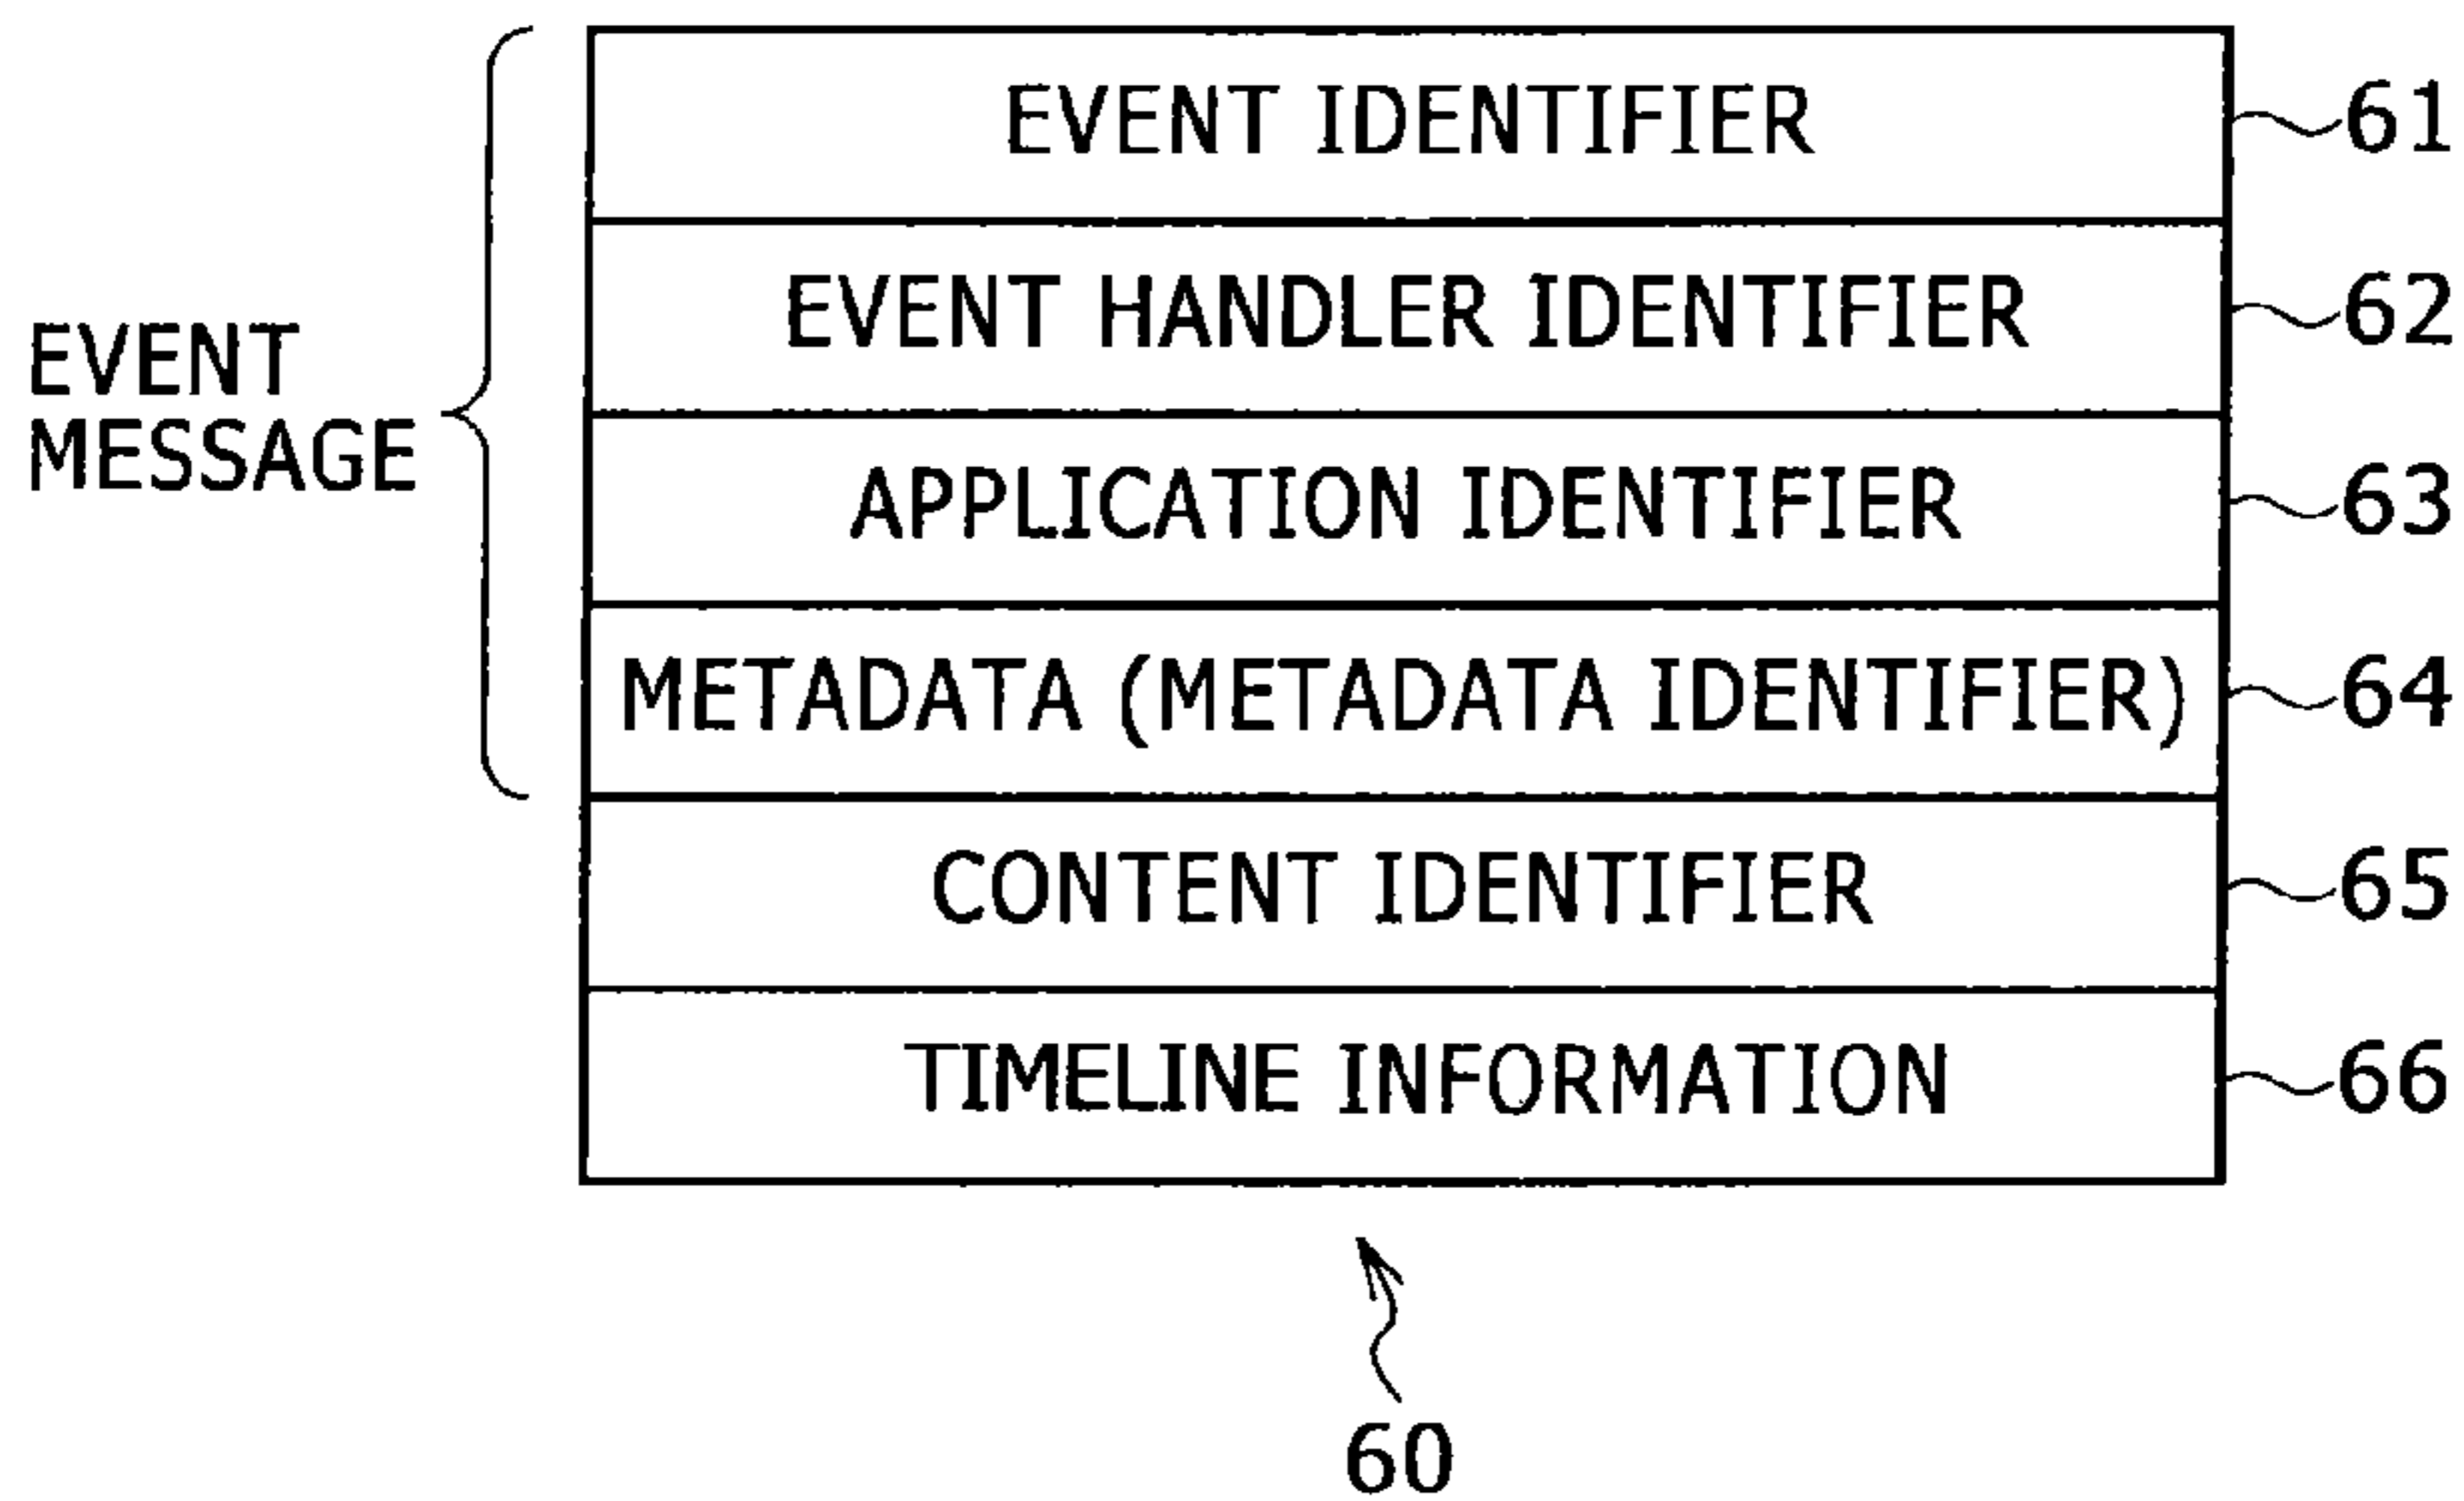 EVENT IDENTIFIER 61
EVENT HANDLER IDENTIFIER 62
EVENT
MESSAGE
APPLICATION IDENTIFIER 63
METADATA (METADATA IDENTIFIER) 64
CONTENT IDENTIFIER 65
TIMELINE INFORMATION 66
60